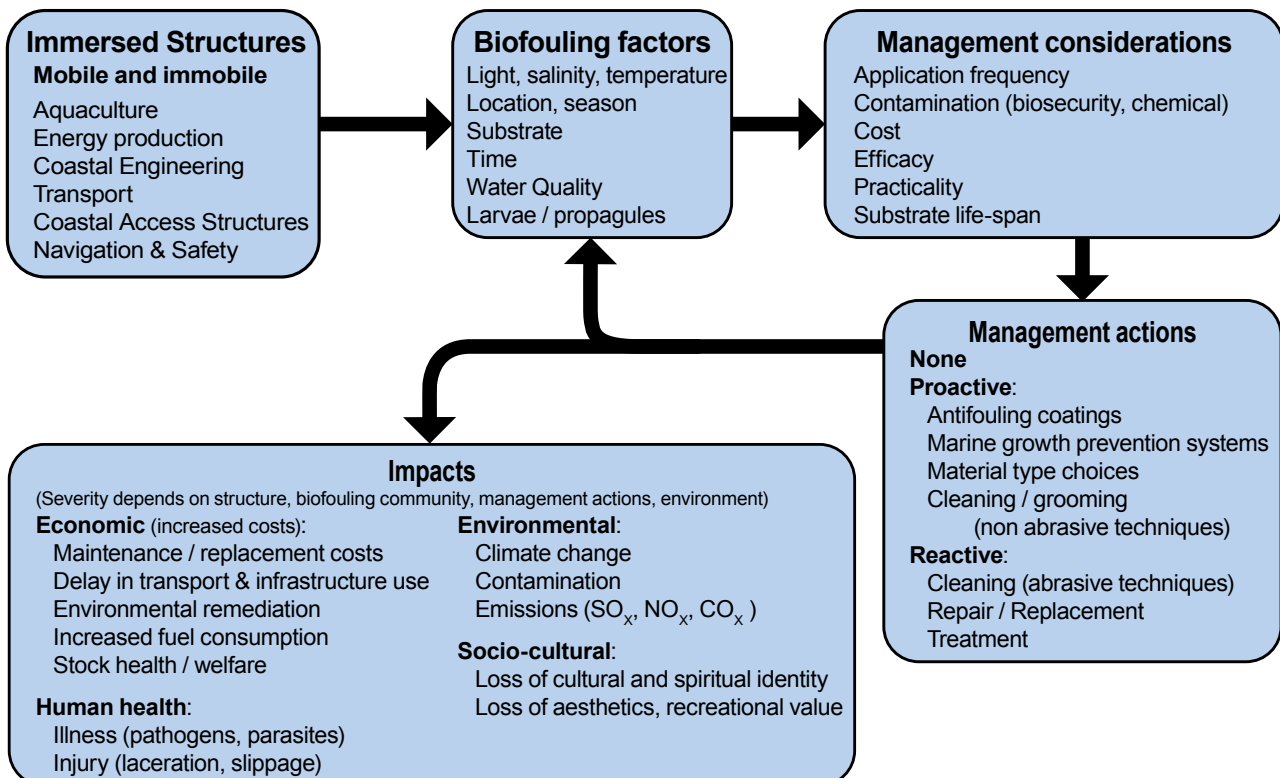 Immersed Structures
Mobile and immobile
Aquaculture
Energy production
Coastal Engineering
Transport
Coastal Access Structures
Navigation & Safety
Biofouling factors
Light, salinity, temperature
Location, season
Substrate
Time
Water Quality
Larvae / propagules
Management considerations
Application frequency
Contamination (biosecurity, chemical)
Cost
Efficacy
Practicality
Substrate life-span
Management actions
None
Proactive:
Antifouling coatings
Marine growth prevention systems
Material type choices
Cleaning / grooming
(non abrasive techniques)
Reactive:
Cleaning (abrasive techniques)
Repair / Replacement
Treatment
Impacts
(Severity depends on structure, biofouling community, management actions, environment)
Economic (increased costs):
Maintenance / replacement costs
Delay in transport & infrastructure use
Environmental remediation
Increased fuel consumption
Stock health / welfare
Human health:
Illness (pathogens, parasites)
Injury (laceration, slippage)
Environmental:
Climate change
Contamination
Emissions (SOx, NOx, COx )
Socio-cultural:
Loss of cultural and spiritual identity
Loss of aesthetics, recreational value